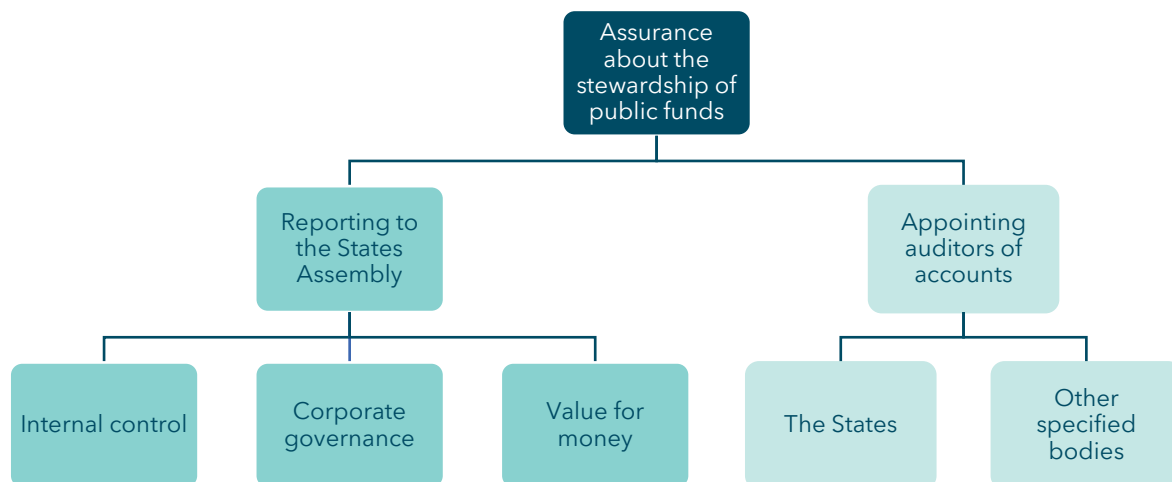 Assurance
about the
stewardship of
public funds
Reporting to
the States
Assembly
Appointing
auditors of
accounts
Internal control
Corporate
governance
Value for
money
The States
Other
specified
bodies